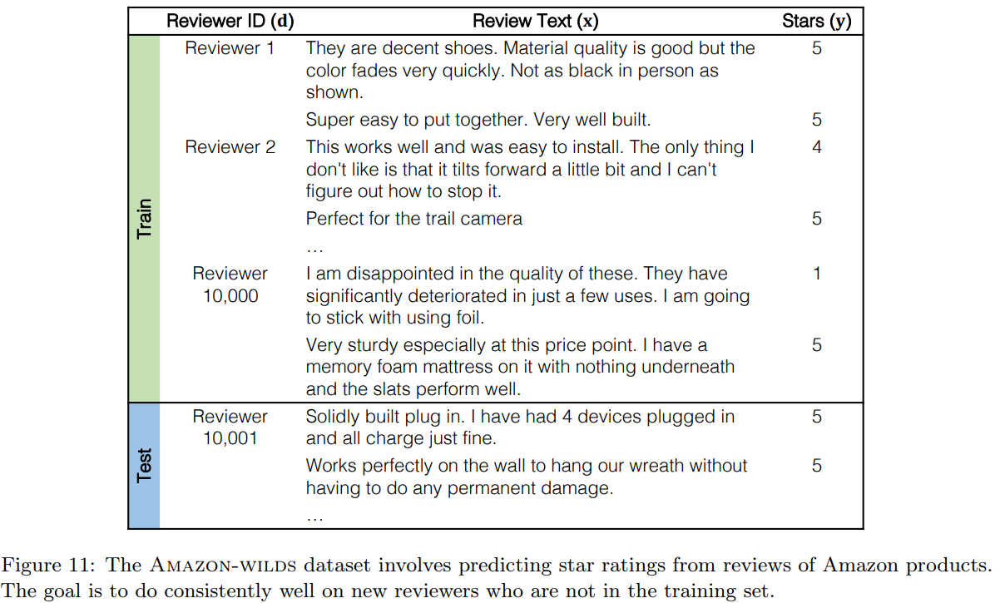 Reviewer ID (d) Review Text (x) Stars (y)
Train
Reviewer 1 They are decent shoes. Material quality is good but the 5
color fades very quickly. Not as black in person as
shown.
Super easy to put together. Very well built. 5
Reviewer 2 This works well and was easy to install. The only thing I 4
don't like is that it tilts forward a little bit and I can't
figure out how to stop it.
Perfect for the trail camera 5
...
Reviewer I am disappointed in the quality of these. They have 1
10,000 significantly deteriorated in just a few uses. I am going
to stick with using foil.
Very sturdy especially at this price point. I have a 5
memory foam mattress on it with nothing underneath
and the slats perform well.
Test
Reviewer Solidly built plug in. I have had 4 devices plugged in 5
10,001 and all charge just fine.
Works perfectly on the wall to hang our wreath without 5
having to do any permanent damage.
...
Figure 11: The AMAZON-WILDS dataset involves predicting star ratings from reviews of Amazon products.
The goal is to do consistently well on new reviewers who are not in the training set.